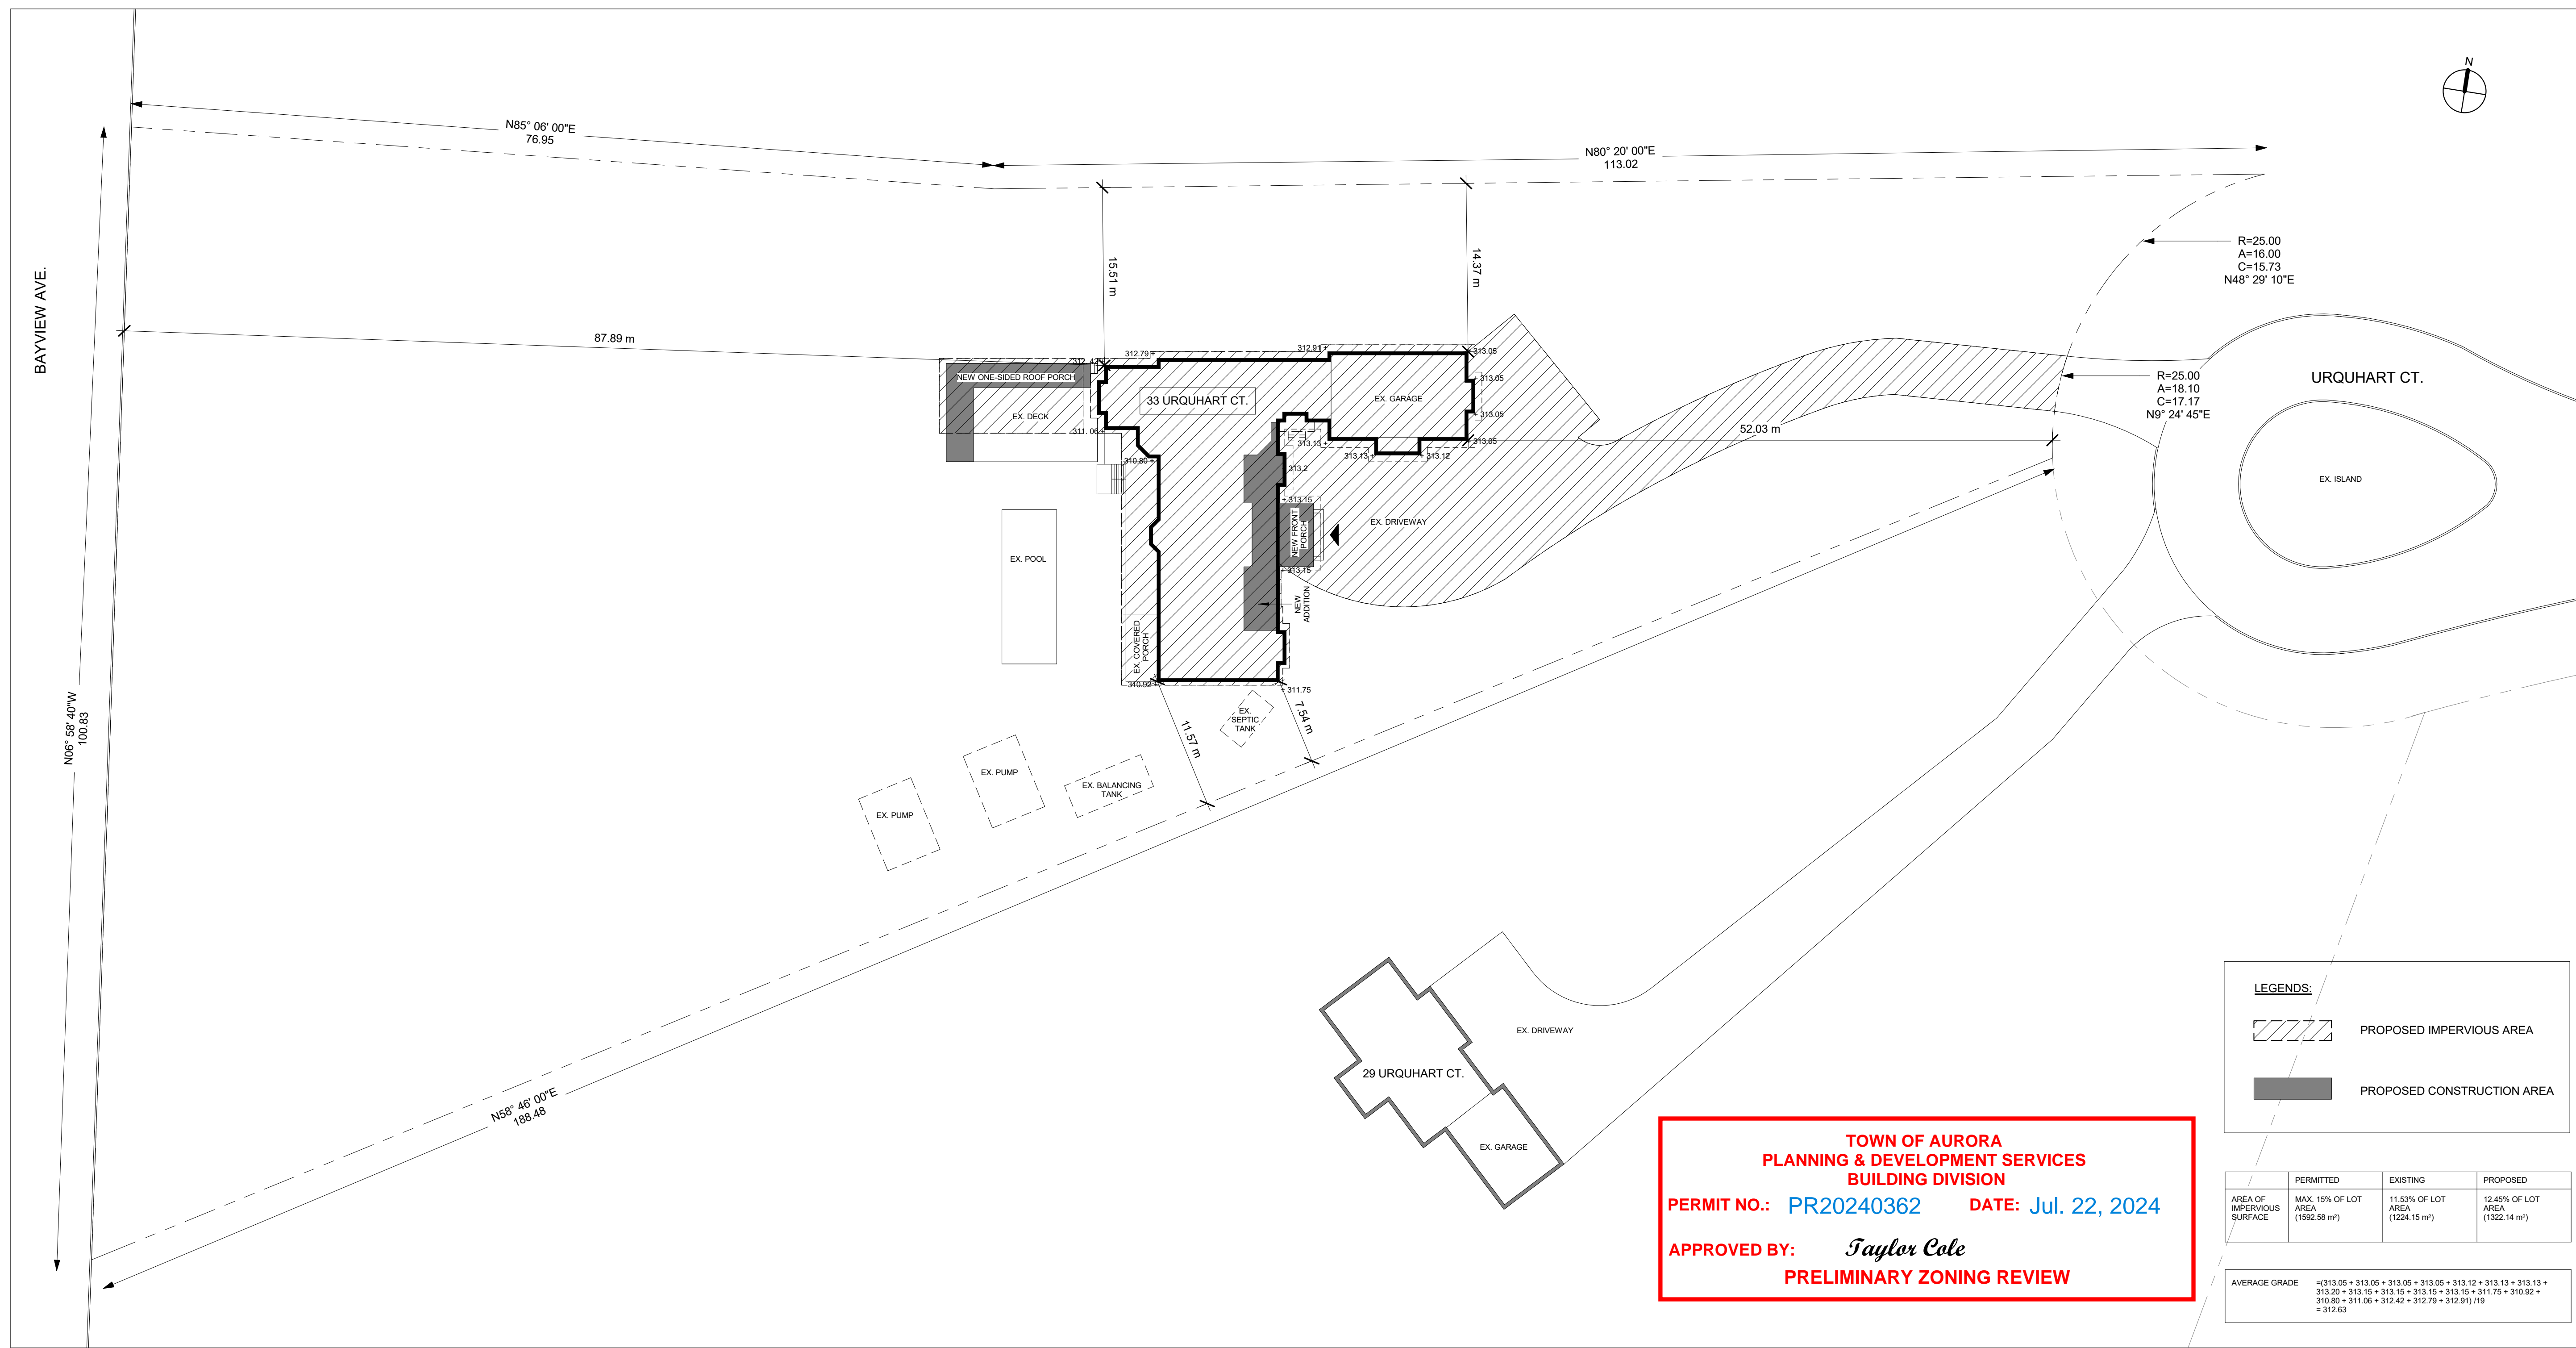 N
N85° 06' 00"E
76.95
N80° 20' 00"E
113.02
R=25.00
A=16.00
C=15.73
N48° 29' 10"E
BAYVIEW AVE.
15.51 m
14.37 m
87.89 m
312.42
312.79
312.91
313.05
313.05
313.05
313.05
NEW ONE-SIDED ROOF PORCH
EX. DECK
33 URQUHART CT.
EX. GARAGE
R=25.00
A=18.10
C=17.17
N9° 24' 45"E
URQUHART CT.
52.03 m
311.06
313.13
310.80
313.13
313.12
313.2
EX. ISLAND
313.15
EX. DRIVEWAY
NEW FRONT
PORCH
EX. POOL
313.15
NEW
ADDITION
EX. COVERED
PORCH
310.92
311.75
EX.
SEPTIC
TANK
7.54 m
11.57 m
N06° 58' 40"W
100.83
EX. PUMP
EX. BALANCING
TANK
EX. PUMP
N58° 46' 00"E
188.48
EX. DRIVEWAY
29 URQUHART CT.
EX. GARAGE
LEGENDS:
PROPOSED IMPERVIOUS AREA
PROPOSED CONSTRUCTION AREA
TOWN OF AURORA
PLANNING & DEVELOPMENT SERVICES
BUILDING DIVISION
PERMIT NO.: PR20240362 DATE: Jul. 22, 2024
APPROVED BY: Taylor Cole
PRELIMINARY ZONING REVIEW
PERMITTED EXISTING PROPOSED
AREA OF MAX. 15% OF LOT 11.53% OF LOT 12.45% OF LOT
IMPERVIOUS AREA AREA AREA
SURFACE (1592.58 m²) (1224.15 m²) (1322.14 m²)
AVERAGE GRADE =(313.05 + 313.05 + 313.05 + 313.05 + 313.12 + 313.13 + 313.13 +
313.20 + 313.15 + 313.15 + 313.15 + 313.15 + 311.75 + 310.92 +
310.80 + 311.06 + 312.42 + 312.79 + 312.91) /19
= 312.63